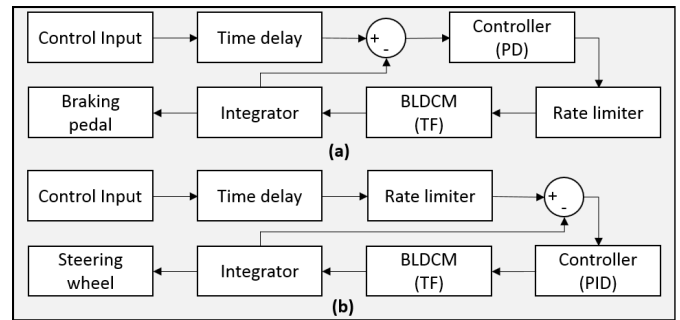 Control Input
Time delay
+
-
Controller
(PD)
Braking
pedal
Integrator
BLDCM
(TF)
Rate limiter
(a)
Control Input
Time delay
Rate limiter
+
-
Steering
wheel
Integrator
BLDCM
(TF)
Controller
(PID)
(b)